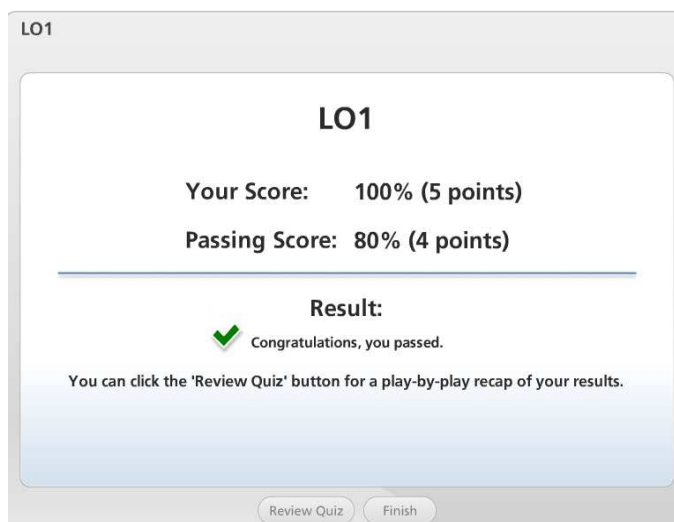 LO1
LO1
Your Score: 100% (5 points)
Passing Score: 80% (4 points)
Result:
Congratulations, you passed.
You can click the 'Review Quiz' button for a play-by-play recap of your results.
Review Quiz Finish